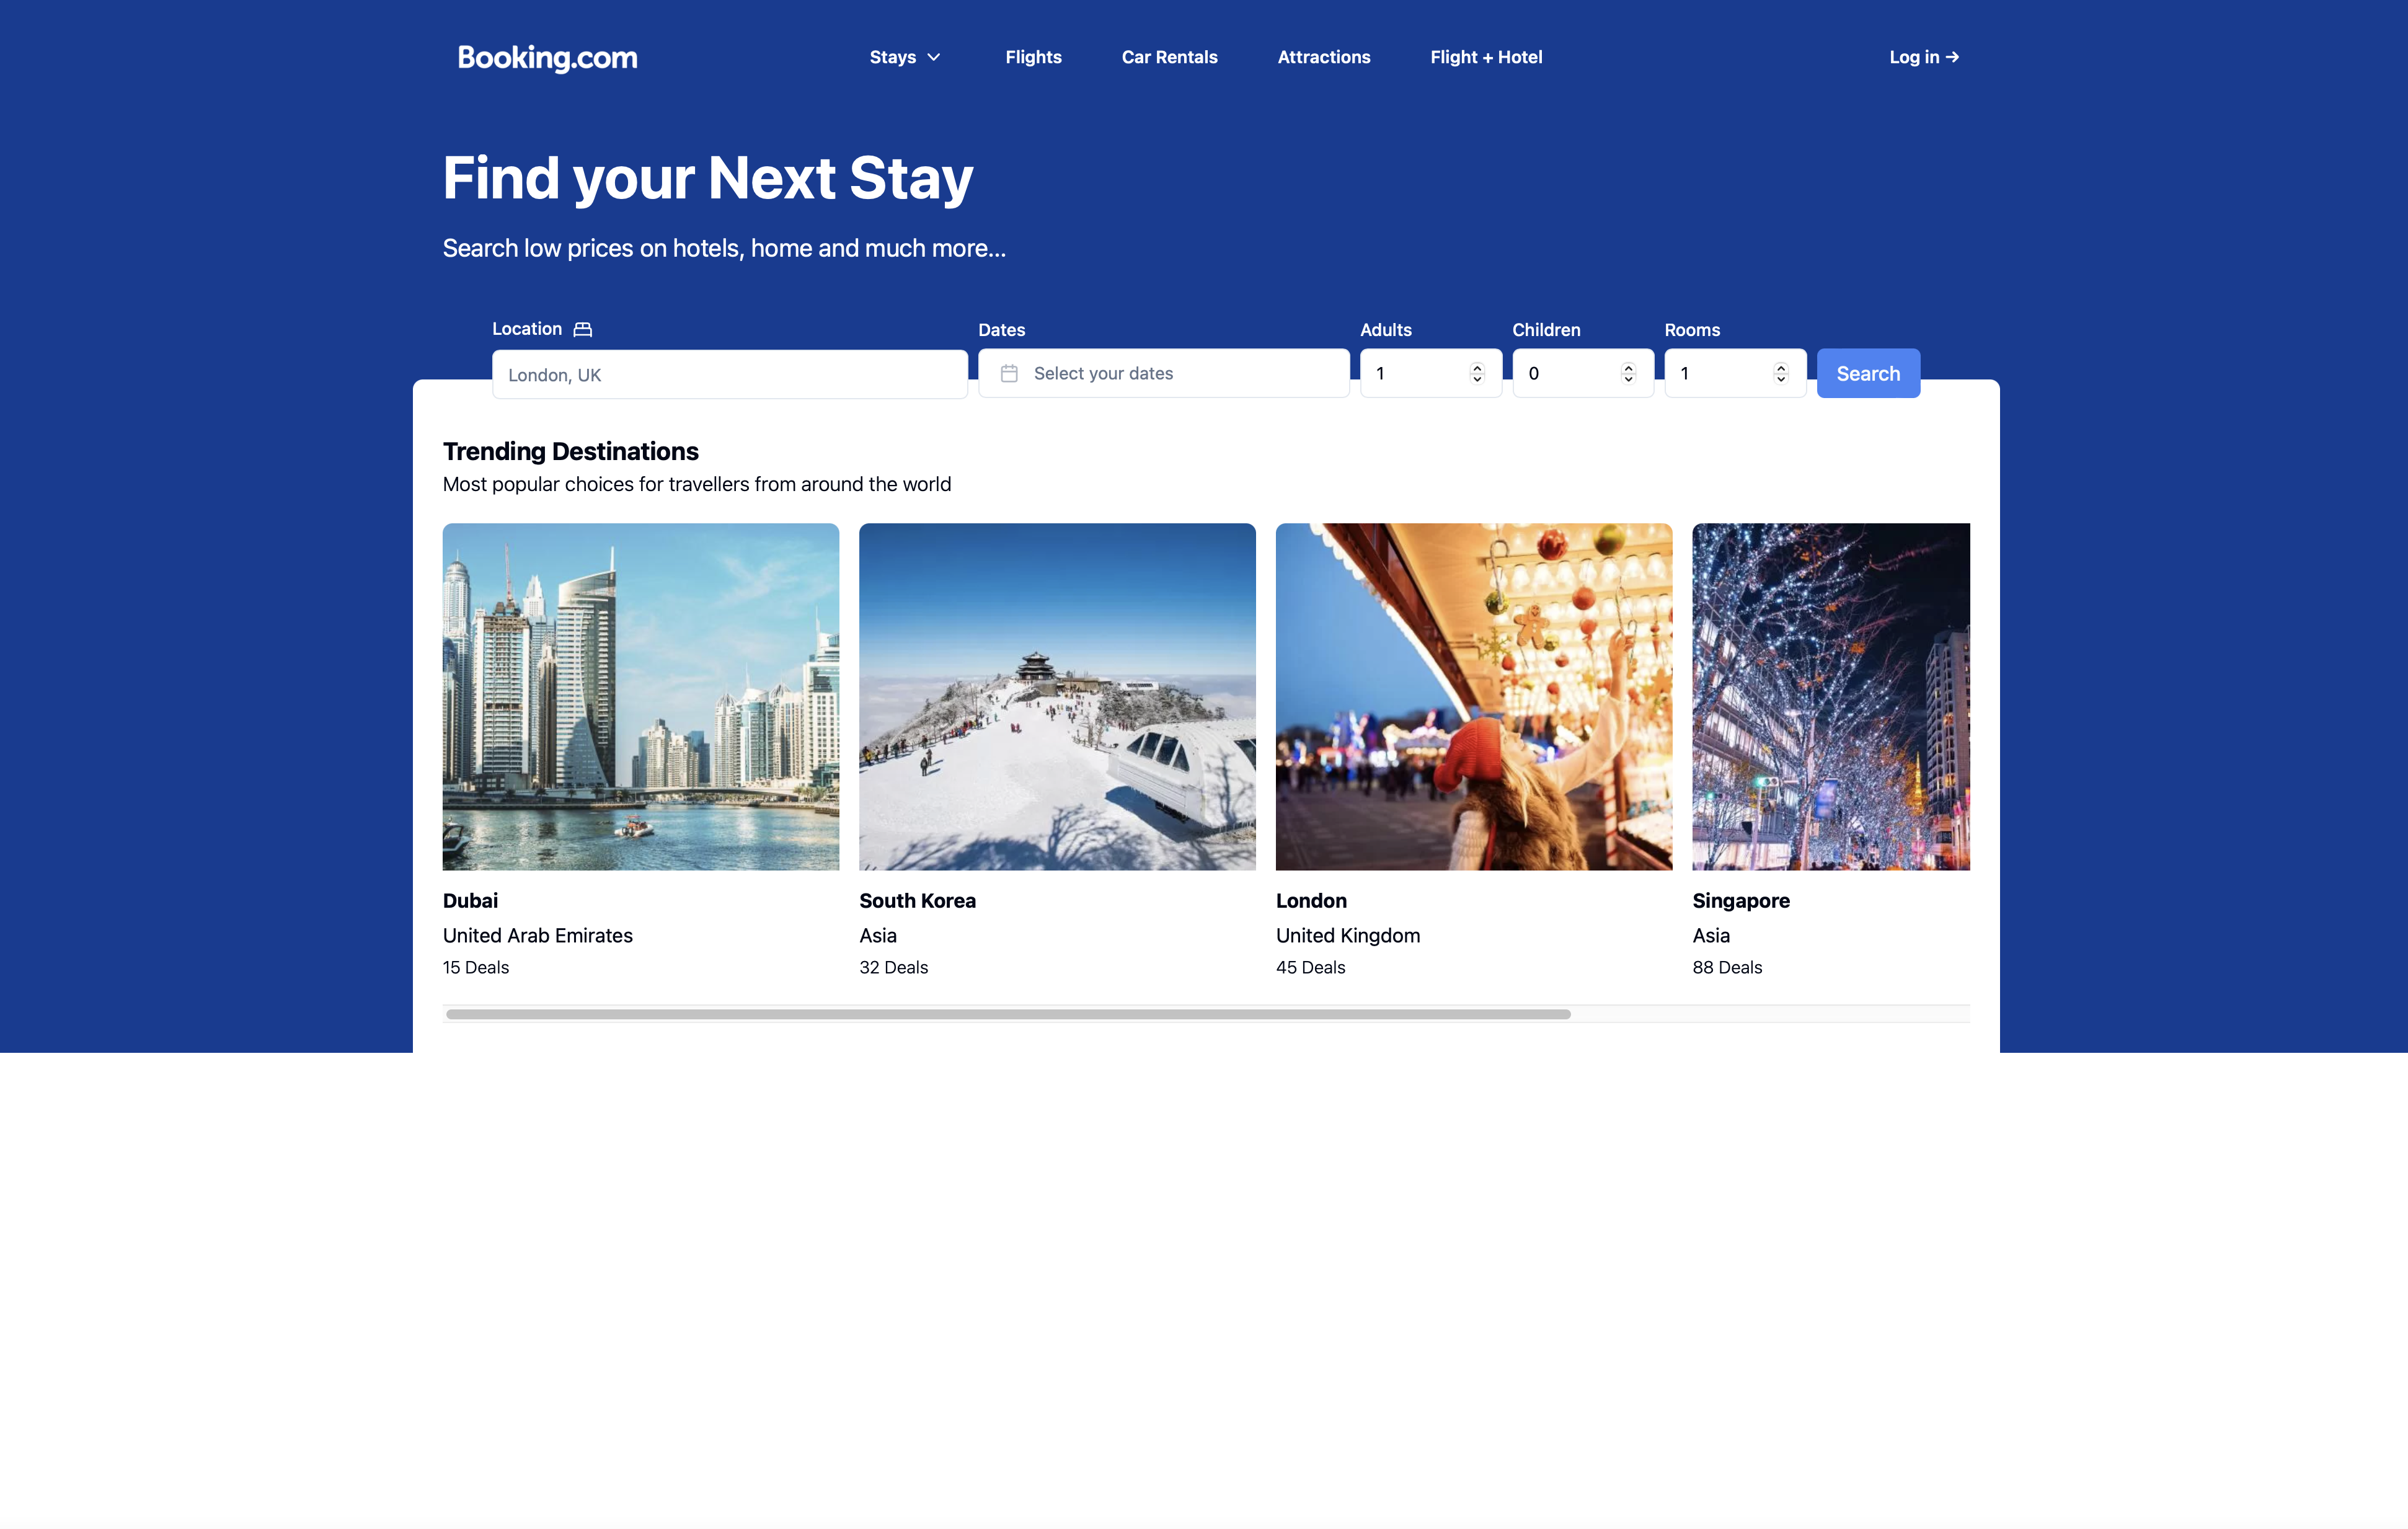 Booking.com
Stays
Flights
Car Rentals
Attractions
Flight + Hotel
Log in →
Find your Next Stay
Search low prices on hotels, home and much more...
Location
Dates
Adults
Children
Rooms
London, UK
Select your dates
1
0
1
Search
Trending Destinations
Most popular choices for travellers from around the world
Dubai
United Arab Emirates
15 Deals
South Korea
Asia
32 Deals
London
United Kingdom
45 Deals
Singapore
Asia
88 Deals